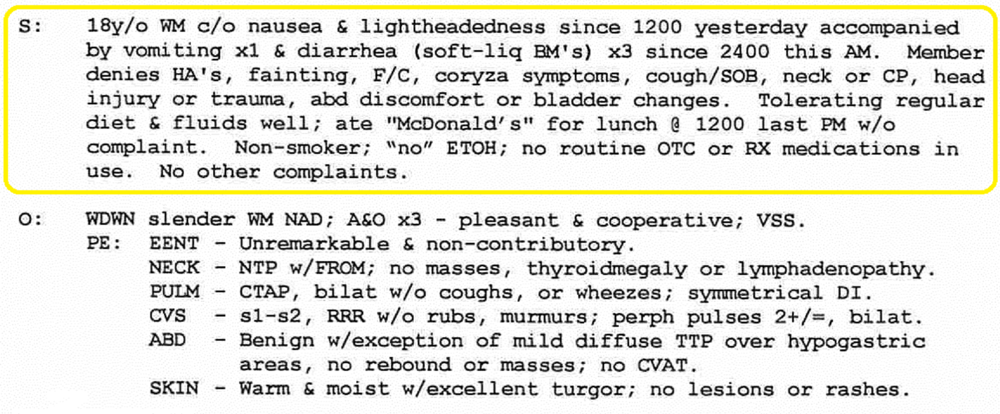 S: 18y/o WM c/o nausea & lightheadedness since 1200 yesterday accompanied
by vomiting x1 & diarrhea (soft-liq BM's) x3 since 2400 this AM. Member
denies HA's, fainting, F/C, coryza symptoms, cough/SOB, neck or CP, head
injury or trauma, abd discomfort or bladder changes. Tolerating regular
diet & fluids well; ate "McDonald's" for lunch @ 1200 last PM w/o
complaint. Non-smoker; “no” ETOH; no routine OTC or RX medications in
use. No other complaints.
O: WDWN slender WM NAD; A&O x3 - pleasant & cooperative; VSS.
PE: EENT - Unremarkable & non-contributory.
NECK - NTP w/FROM; no masses, thyroidmegaly or lymphadenopathy.
PULM - CTAP, bilat w/o coughs, or wheezes; symmetrical DI.
CVS - s1-s2, RRR w/o rubs, murmurs; perph pulses 2+/=, bilat.
ABD - Benign w/exception of mild diffuse TTP over hypogastric
areas, no rebound or masses; no CVAT.
SKIN - Warm & moist w/excellent turgor; no lesions or rashes.